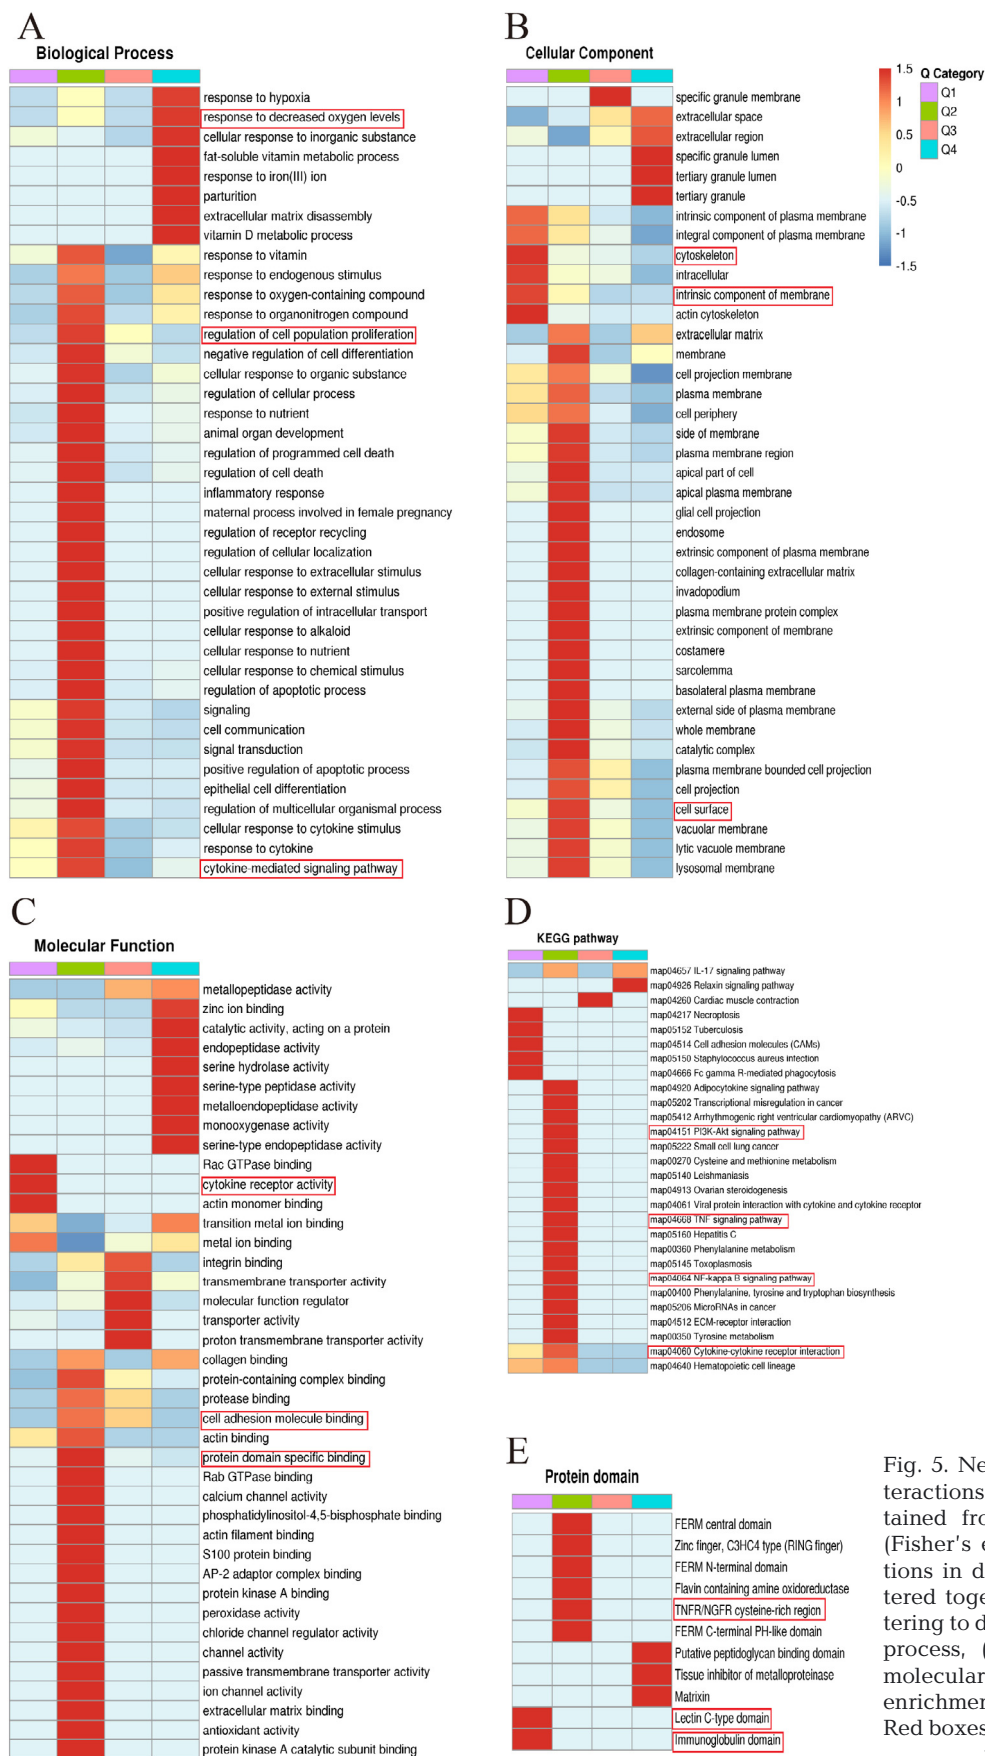 A
Biological Process
response to hypoxia
response to decreased oxygen levels
cellular response to inorganic substance
fat-soluble vitamin metabolic process
response to iron(III) ion
parturition
extracellular matrix disassembly
vitamin D metabolic process
response to vitamin
response to endogenous stimulus
response to oxygen-containing compound
response to organonitrogen compound
regulation of cell population proliferation
negative regulation of cell differentiation
cellular response to organic substance
regulation of cellular process
response to nutrient
animal organ development
regulation of programmed cell death
regulation of cell death
inflammatory response
maternal process involved in female pregnancy
regulation of receptor recycling
regulation of cellular localization
cellular response to extracellular stimulus
cellular response to external stimulus
positive regulation of intracellular transport
cellular response to alkaloid
cellular response to nutrient
cellular response to chemical stimulus
regulation of apoptotic process
signaling
cell communication
signal transduction
positive regulation of apoptotic process
epithelial cell differentiation
regulation of multicellular organismal process
cellular response to cytokine stimulus
response to cytokine
cytokine-mediated signaling pathway
B
Cellular Component
specific granule membrane
extracellular space
extracellular region
specific granule lumen
tertiary granule lumen
tertiary granule
intrinsic component of plasma membrane
integral component of plasma membrane
cytoskeleton
intracellular
intrinsic component of membrane
actin cytoskeleton
extracellular matrix
membrane
cell projection membrane
plasma membrane
cell periphery
side of membrane
plasma membrane region
apical part of cell
apical plasma membrane
glial cell projection
endosome
extrinsic component of plasma membrane
collagen-containing extracellular matrix
invadopodium
plasma membrane protein complex
extrinsic component of membrane
costamere
sarcolemma
basolateral plasma membrane
external side of plasma membrane
whole membrane
catalytic complex
plasma membrane bounded cell projection
cell projection
cell surface
vacuolar membrane
lytic vacuole membrane
lysosomal membrane
1.5
1
0.5
0
-0.5
-1
-1.5
Q Category
Q1
Q2
Q3
Q4
C
Molecular Function
metallopeptidase activity
zinc ion binding
catalytic activity, acting on a protein
endopeptidase activity
serine hydrolase activity
serine-type peptidase activity
metalloendopeptidase activity
monooxygenase activity
serine-type endopeptidase activity
Rac GTPase binding
cytokine receptor activity
actin monomer binding
transition metal ion binding
metal ion binding
integrin binding
transmembrane transporter activity
molecular function regulator
transporter activity
proton transmembrane transporter activity
collagen binding
protein-containing complex binding
protease binding
cell adhesion molecule binding
actin binding
protein domain specific binding
Rab GTPase binding
calcium channel activity
phosphatidylinositol-4,5-bisphosphate binding
actin filament binding
S100 protein binding
AP-2 adaptor complex binding
protein kinase A binding
peroxidase activity
chloride channel regulator activity
channel activity
passive transmembrane transporter activity
ion channel activity
extracellular matrix binding
antioxidant activity
protein kinase A catalytic subunit binding
D
KEGG pathway
map04657 IL-17 signaling pathway
map04926 Relaxin signaling pathway
map04260 Cardiac muscle contraction
map04217 Necroptosis
map05152 Tuberculosis
map04514 Cell adhesion molecules (CAMs)
map05150 Staphylococcus aureus infection
map04666 Fc gamma R-mediated phagocytosis
map04920 Adipocytokine signaling pathway
map05202 Transcriptional misregulation in cancer
map05412 Arrhythmogenic right ventricular cardiomyopathy (ARVC)
map04151 PI3K-Akt signaling pathway
map05222 Small cell lung cancer
map00270 Cysteine and methionine metabolism
map05140 Leishmaniasis
map04913 Ovarian steroidogenesis
map04061 Viral protein interaction with cytokine and cytokine receptor
map04668 TNF signaling pathway
map05160 Hepatitis C
map00360 Phenylalanine metabolism
map05145 Toxoplasmosis
map04064 NF-kappa B signaling pathway
map00400 Phenylalanine, tyrosine and tryptophan biosynthesis
map05206 MicroRNAs in cancer
map04512 ECM-receptor interaction
map00350 Tyrosine metabolism
map04060 Cytokine-cytokine receptor interaction
map04640 Hematopoietic cell lineage
E
Protein domain
FERM central domain
Zinc finger, C3HC4 type (RING finger)
FERM N-terminal domain
Flavin containing amine oxidoreductase
TNFR/NGFR cysteine-rich region
FERM C-terminal PH-like domain
Putative peptidoglycan binding domain
Tissue inhibitor of metalloproteinase
Matrixin
Lectin C-type domain
Immunoglobulin domain
Fig. 5. Ne
teractions
tained fro
(Fisher's e
tions in d
tered toge
tering to d
process, (
molecular
enrichmen
Red boxes